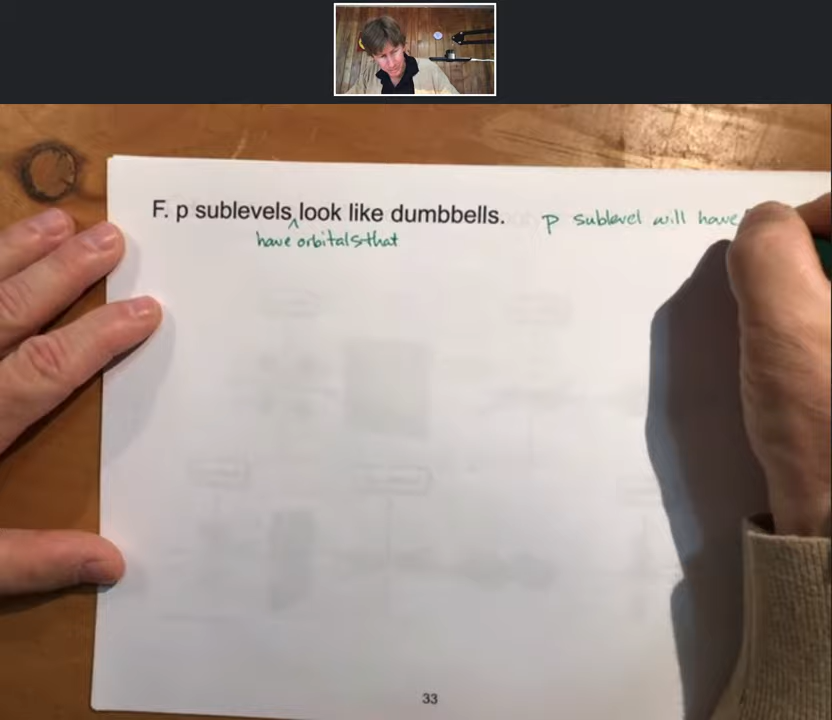 F. p sublevels look like dumbbells. p sublevel will have
have orbitals that
33